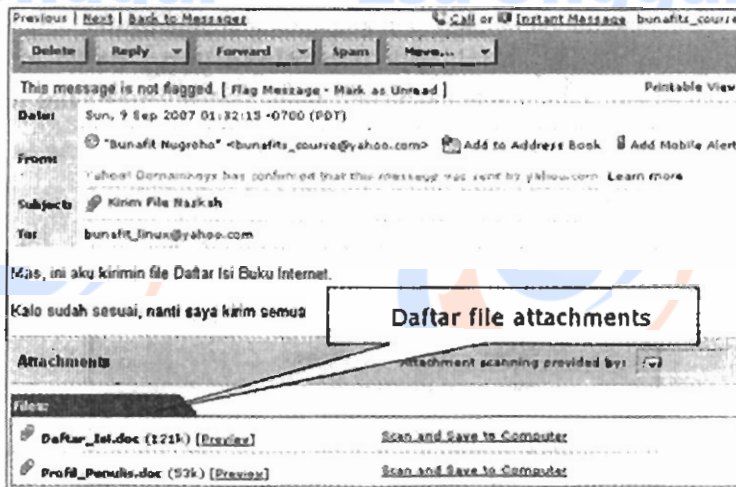 Previous | Next | Back to Messages Call or Instant Message bunafits_course
Delete Reply Forward Spam Move...
This message is not flagged. [ Flag Message - Mark as Unread ] Printable View
Date: Sun, 9 Sep 2007 01:32:15 -0700 (PDT)
From: "Bunafit Nugroho" <bunafits_course@yahoo.com> Add to Address Book Add Mobile Alert
Yahoo! DomainKeys has confirmed that this message was sent by yahoo.com. Learn more
Subject: Kirim File Naskah
To: bunafit_linux@yahoo.com
Mas, ini aku kirimin file Daftar Isi Buku Internet.
Kalo sudah sesuai, nanti saya kirim semua
Daftar file attachments
Attachments Attachment scanning provided by:
Files:
Daftar_Isi.doc (121k) [Preview] Scan and Save to Computer
Profil_Penulis.doc (53k) [Preview] Scan and Save to Computer